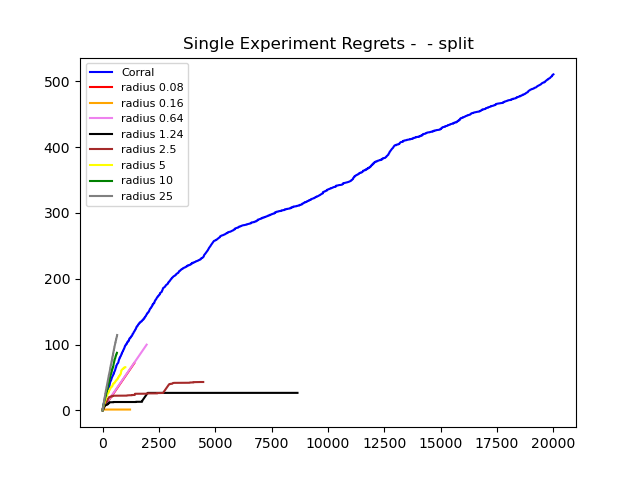 Single Experiment Regrets -  - split
500
400
300
200
100
0
Corral
radius 0.08
radius 0.16
radius 0.64
radius 1.24
radius 2.5
radius 5
radius 10
radius 25
0 2500 5000 7500 10000 12500 15000 17500 20000